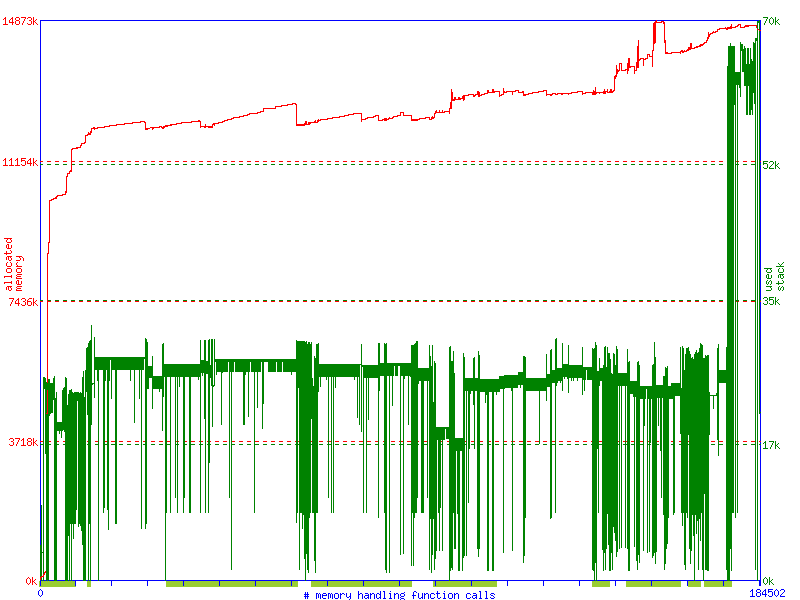 14873k
70k
11154k
52k
allocated
memory
used
stack
7436k
35k
3718k
17k
0k
0k
0
# memory handling function calls
184502